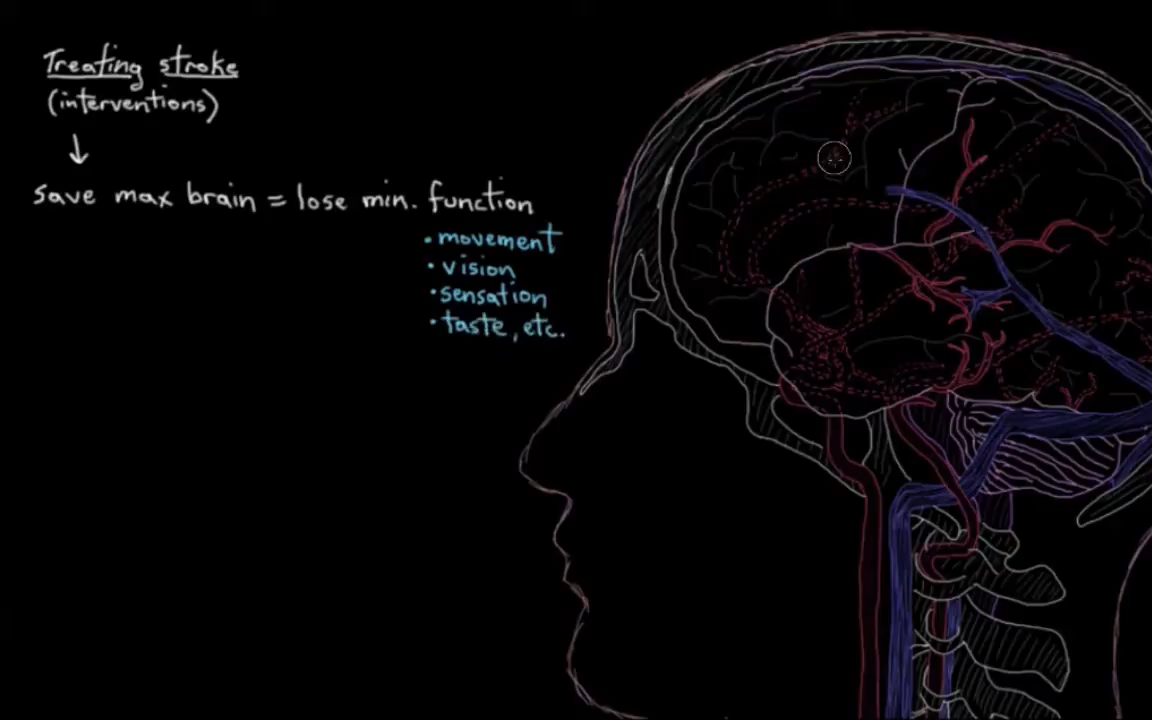 Treating stroke
(interventions)
↓
save max brain = lose min. function
• movement
• vision
• sensation
• taste, etc.